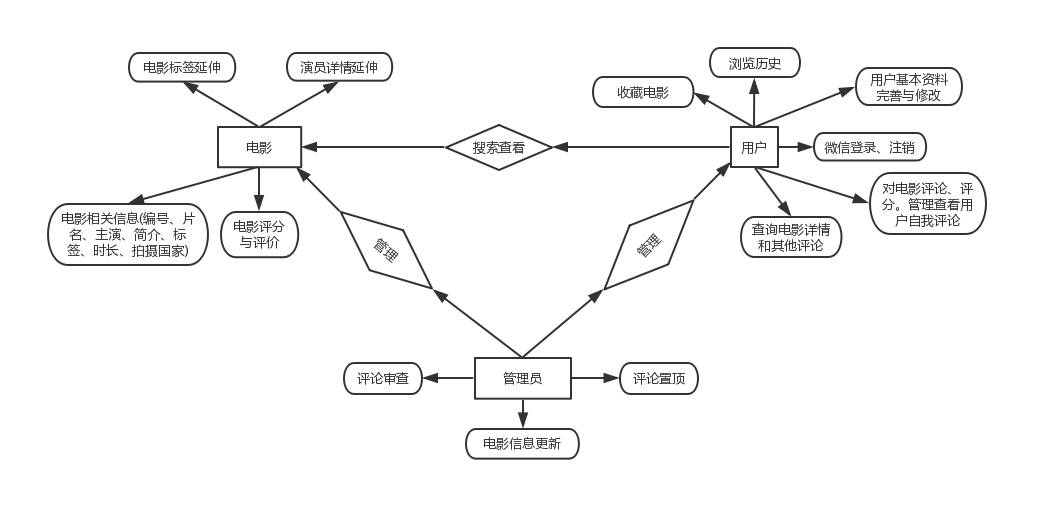 电影标签延伸
演员详情延伸
浏览历史
收藏电影
用户基本资料
完善与修改
电影
搜索查看
用户
微信登录、注销
电影相关信息(编号、片
名、主演、简介、标
签、时长、拍摄国家)
电影评分
与评价
管理
管理
查询电影详情
和其他评论
对电影评论、评
分。管理查看用
户自我评论
评论审查
管理员
评论置顶
电影信息更新